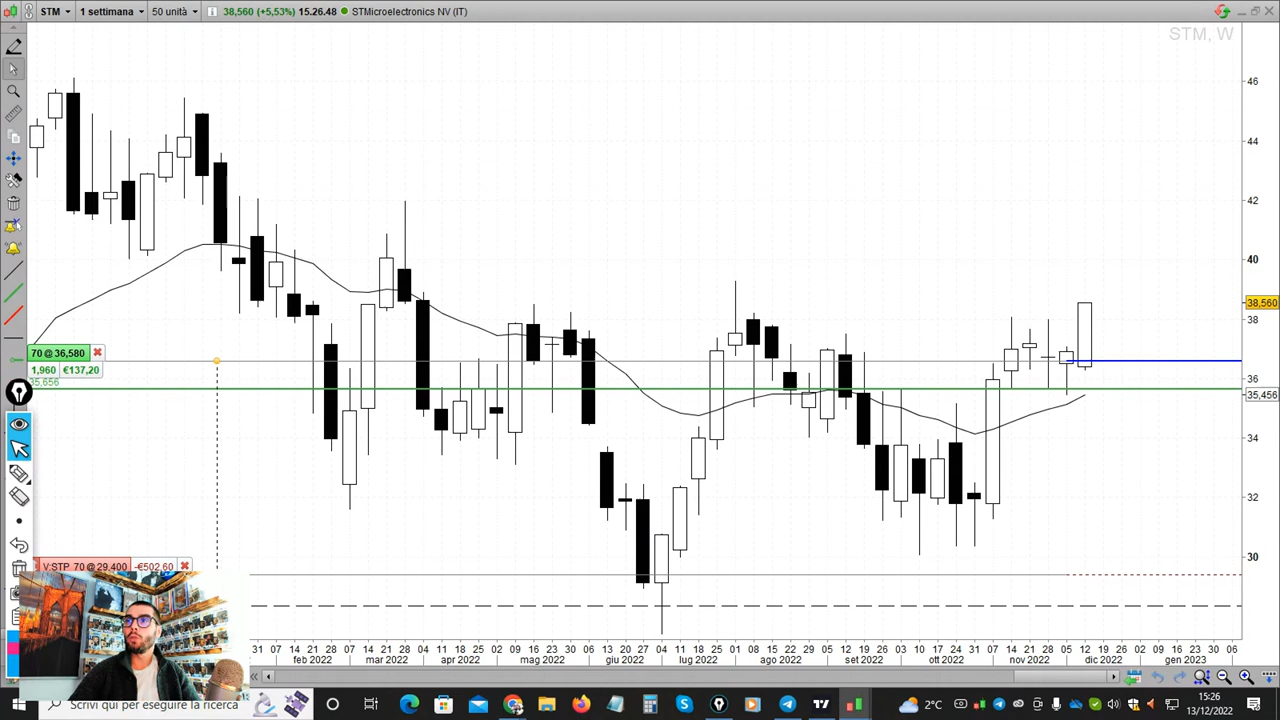 STM
1 settimana
50 unità
38,560 (+5,53%) 15.26.48
STMicroelectronics NV (IT)
STM, W
46
44
42
40
38,560
38
36
35,456
34
32
30
70 @ 36,580
1,960 €137,20
35,656
V:STP 70 @ 29,400 -€502,60
31 07 14 21 28 07 14 21 28 04 11 18 25 02 09 16 23 30 06 13 20 27 04 11 18 25 01 08 15 22 29 05 12 19 26 03 10 17 24 31 07 14 21 28 05 12 19 26 02 09 16 23 30 06
feb 2022 mar 2022 apr 2022 mag 2022 giu 2022 lug 2022 ago 2022 set 2022 ott 2022 nov 2022 dic 2022 gen 2023
Scrivi qui per eseguire la ricerca
2°C
15:26
13/12/2022